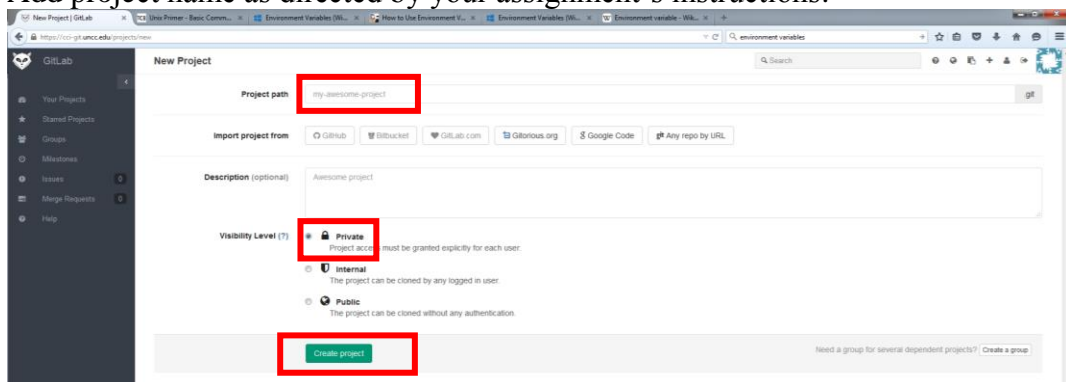 Add project name as directed by your assignment's instructions.
New Project | GitLab × Unix Primer - Basic Comm... × Environment Variables (Wi... × How to Use Environment V... × Environment Variables (Wi... × Environment variable - Wik... × +
https://cci-git.uncc.edu/projects/new environment variables
GitLab New Project Search
Your Projects
Starred Projects
Groups
Milestones
Issues 0
Merge Requests 0
Help
Project path my-awesome-project .git
Import project from GitHub Bitbucket GitLab.com Gitorious.org Google Code Any repo by URL
Description (optional) Awesome project
Visibility Level (?) Private
Project access must be granted explicitly for each user.
Internal
The project can be cloned by any logged in user.
Public
The project can be cloned without any authentication.
Create project Need a group for several dependent projects? Create a group